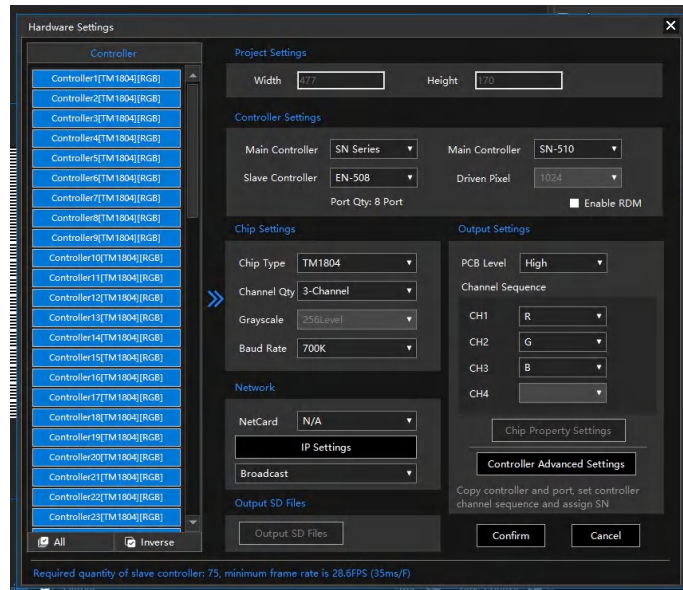 Hardware Settings
Controller
Controller1[TM1804][RGB]
Controller2[TM1804][RGB]
Controller3[TM1804][RGB]
Controller4[TM1804][RGB]
Controller5[TM1804][RGB]
Controller6[TM1804][RGB]
Controller7[TM1804][RGB]
Controller8[TM1804][RGB]
Controller9[TM1804][RGB]
Controller10[TM1804][RGB]
Controller11[TM1804][RGB]
Controller12[TM1804][RGB]
Controller13[TM1804][RGB]
Controller14[TM1804][RGB]
Controller15[TM1804][RGB]
Controller16[TM1804][RGB]
Controller17[TM1804][RGB]
Controller18[TM1804][RGB]
Controller19[TM1804][RGB]
Controller20[TM1804][RGB]
Controller21[TM1804][RGB]
Controller22[TM1804][RGB]
Controller23[TM1804][RGB]
All Inverse
Project Settings
Width 477 Height 170
Controller Settings
Main Controller SN Series Main Controller SN-510
Slave Controller EN-508 Driven Pixel 1024
Port Qty: 8 Port Enable RDM
Chip Settings
Chip Type TM1804
Channel Qty 3-Channel
Grayscale 256Level
Baud Rate 700K
Network
NetCard N/A
IP Settings
Broadcast
Output SD Files
Output SD Files
Output Settings
PCB Level High
Channel Sequence
CH1 R
CH2 G
CH3 B
CH4
Chip Property Settings
Controller Advanced Settings
Copy controller and port, set controller
channel sequence and assign SN
Confirm Cancel
Required quantity of slave controller: 75, minimum frame rate is 28.6FPS (35ms/F)